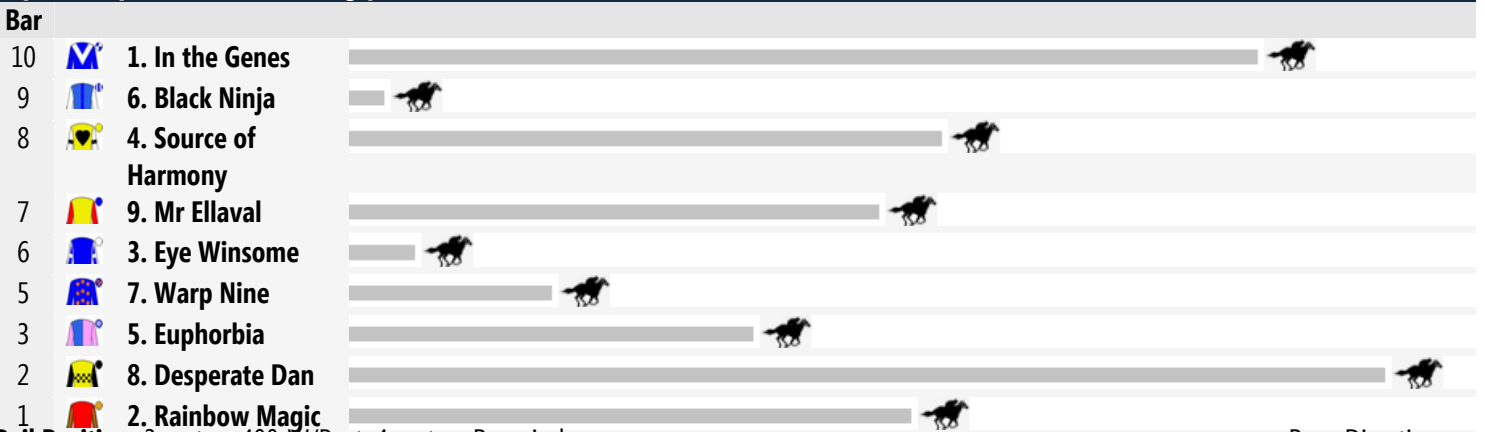 Bar
10 1. In the Genes
9 6. Black Ninja
8 4. Source of
Harmony
7 9. Mr Ellaval
6 3. Eye Winsome
5 7. Warp Nine
3 5. Euphorbia
2 8. Desperate Dan
1 2. Rainbow Magic